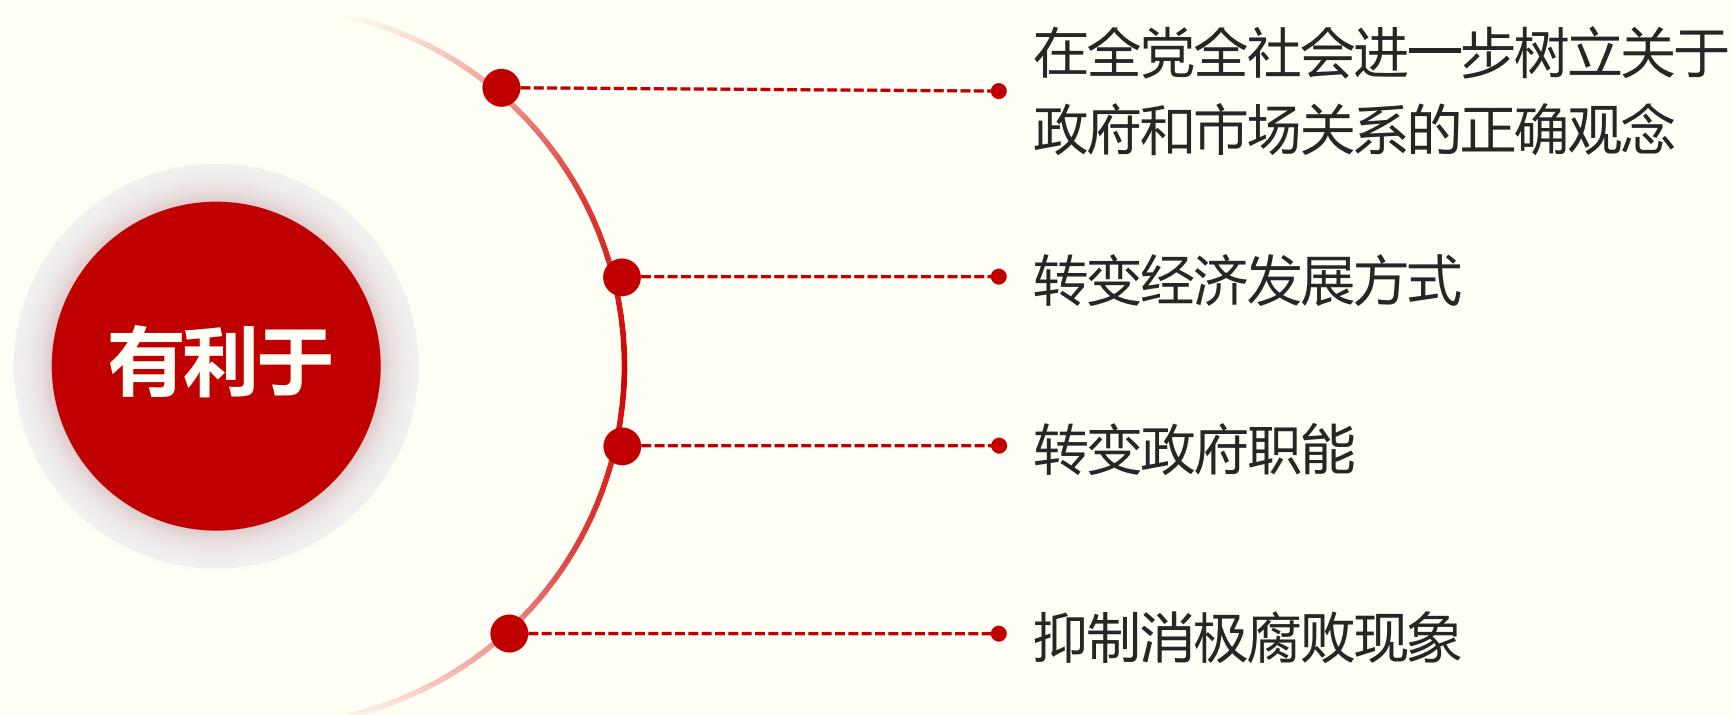 有利于
在全党全社会进一步树立关于
政府和市场关系的正确观念
转变经济发展方式
转变政府职能
抑制消极腐败现象